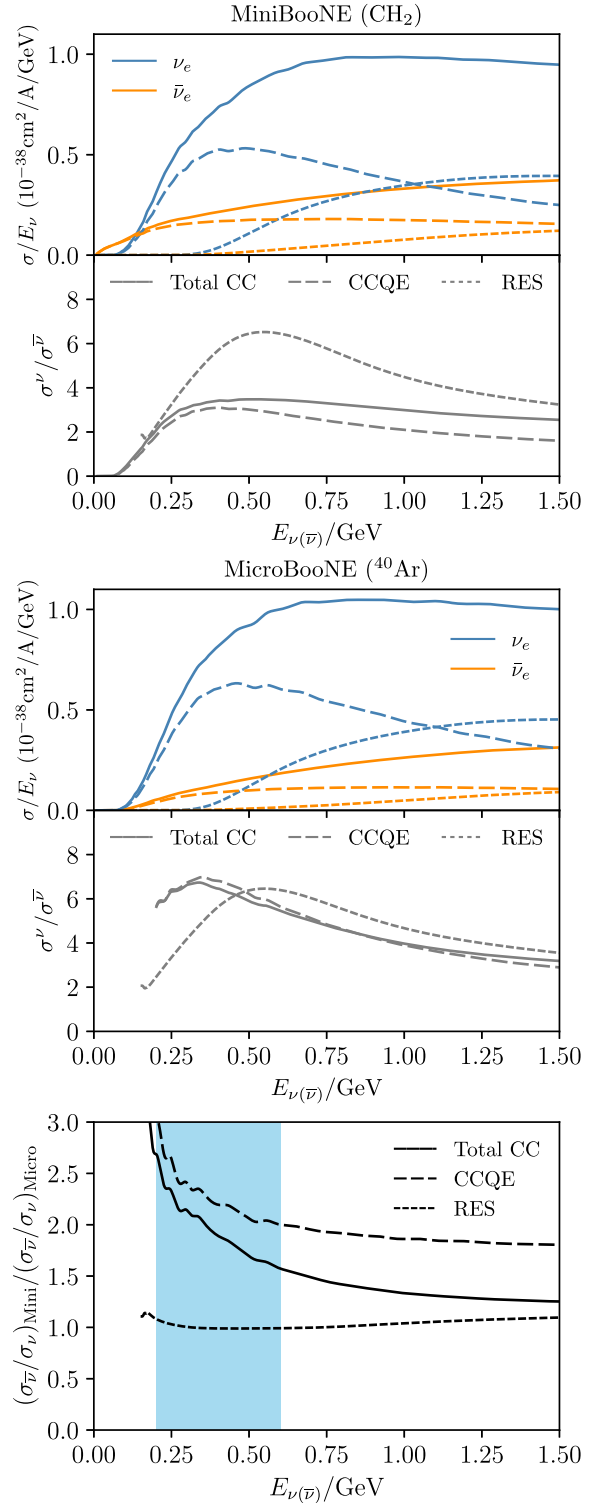 MiniBooNE (CH₂)
1.0
0.5
0.0
σ/E_ν (10⁻³⁸cm²/A/GeV)
ν_e
ν̄_e
Total CC
CCQE
RES
8
6
4
2
0
σ^ν/σ^ν̄
0.00 0.25 0.50 0.75 1.00 1.25 1.50
E_ν(ν̄)/GeV
MicroBooNE (⁴⁰Ar)
1.0
0.5
0.0
σ/E_ν (10⁻³⁸cm²/A/GeV)
ν_e
ν̄_e
Total CC
CCQE
RES
8
6
4
2
0
σ^ν/σ^ν̄
0.00 0.25 0.50 0.75 1.00 1.25 1.50
E_ν(ν̄)/GeV
3.0
2.5
2.0
1.5
1.0
0.5
0.0
(σ_ν̄/σ_ν)_Mini/(σ_ν̄/σ_ν)_Micro
Total CC
CCQE
RES
0.00 0.25 0.50 0.75 1.00 1.25 1.50
E_ν(ν̄)/GeV